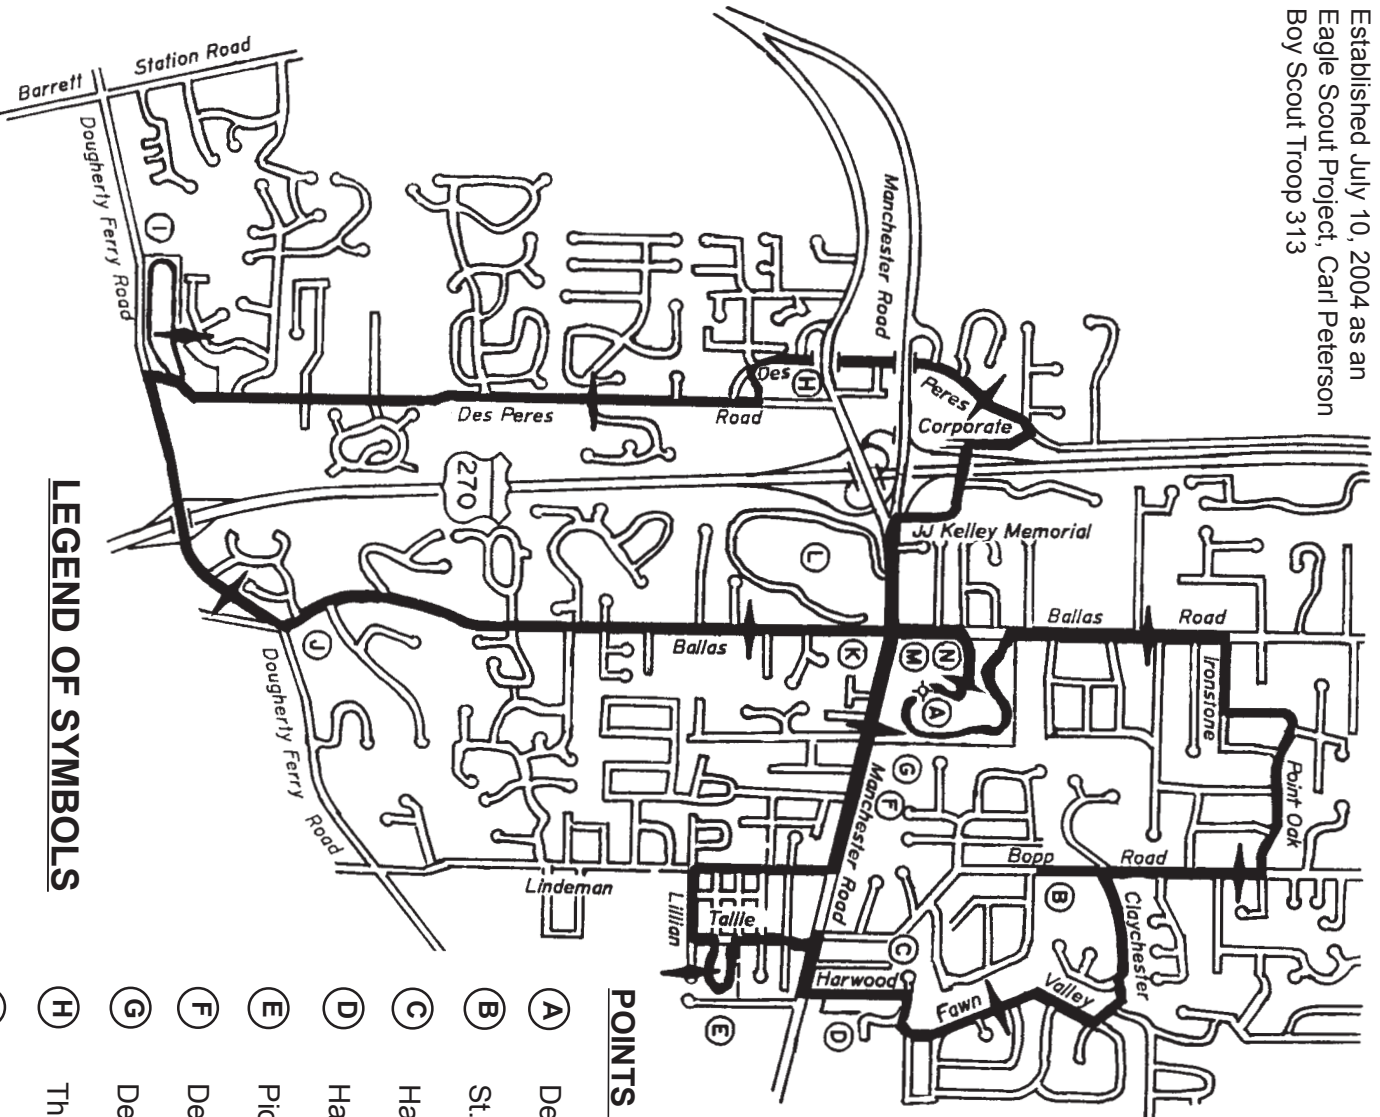 Established July 10, 2004 as an
Eagle Scout Project, Carl Peterson
Boy Scout Troop 313
Barrett
Station Road
Dougherty Ferry Road
I
Manchester Road
Des
H
Peres
Corporate
Des Peres
Road
270
JJ Kelley Memorial
L
Ballas
Road
Ballas
K
M
N
A
J
Dougherty Ferry
Road
Ironstone
Point Oak
G
F
Manchester Road
Bopp
Road
B
Claychester
Lindeman
Lillian
Tallie
C
Harwood
Fawn
Valley
D
E
LEGEND OF SYMBOLS
POINTS
A De
B St.
C Ha
D Ha
E Pio
F De
G De
H Th